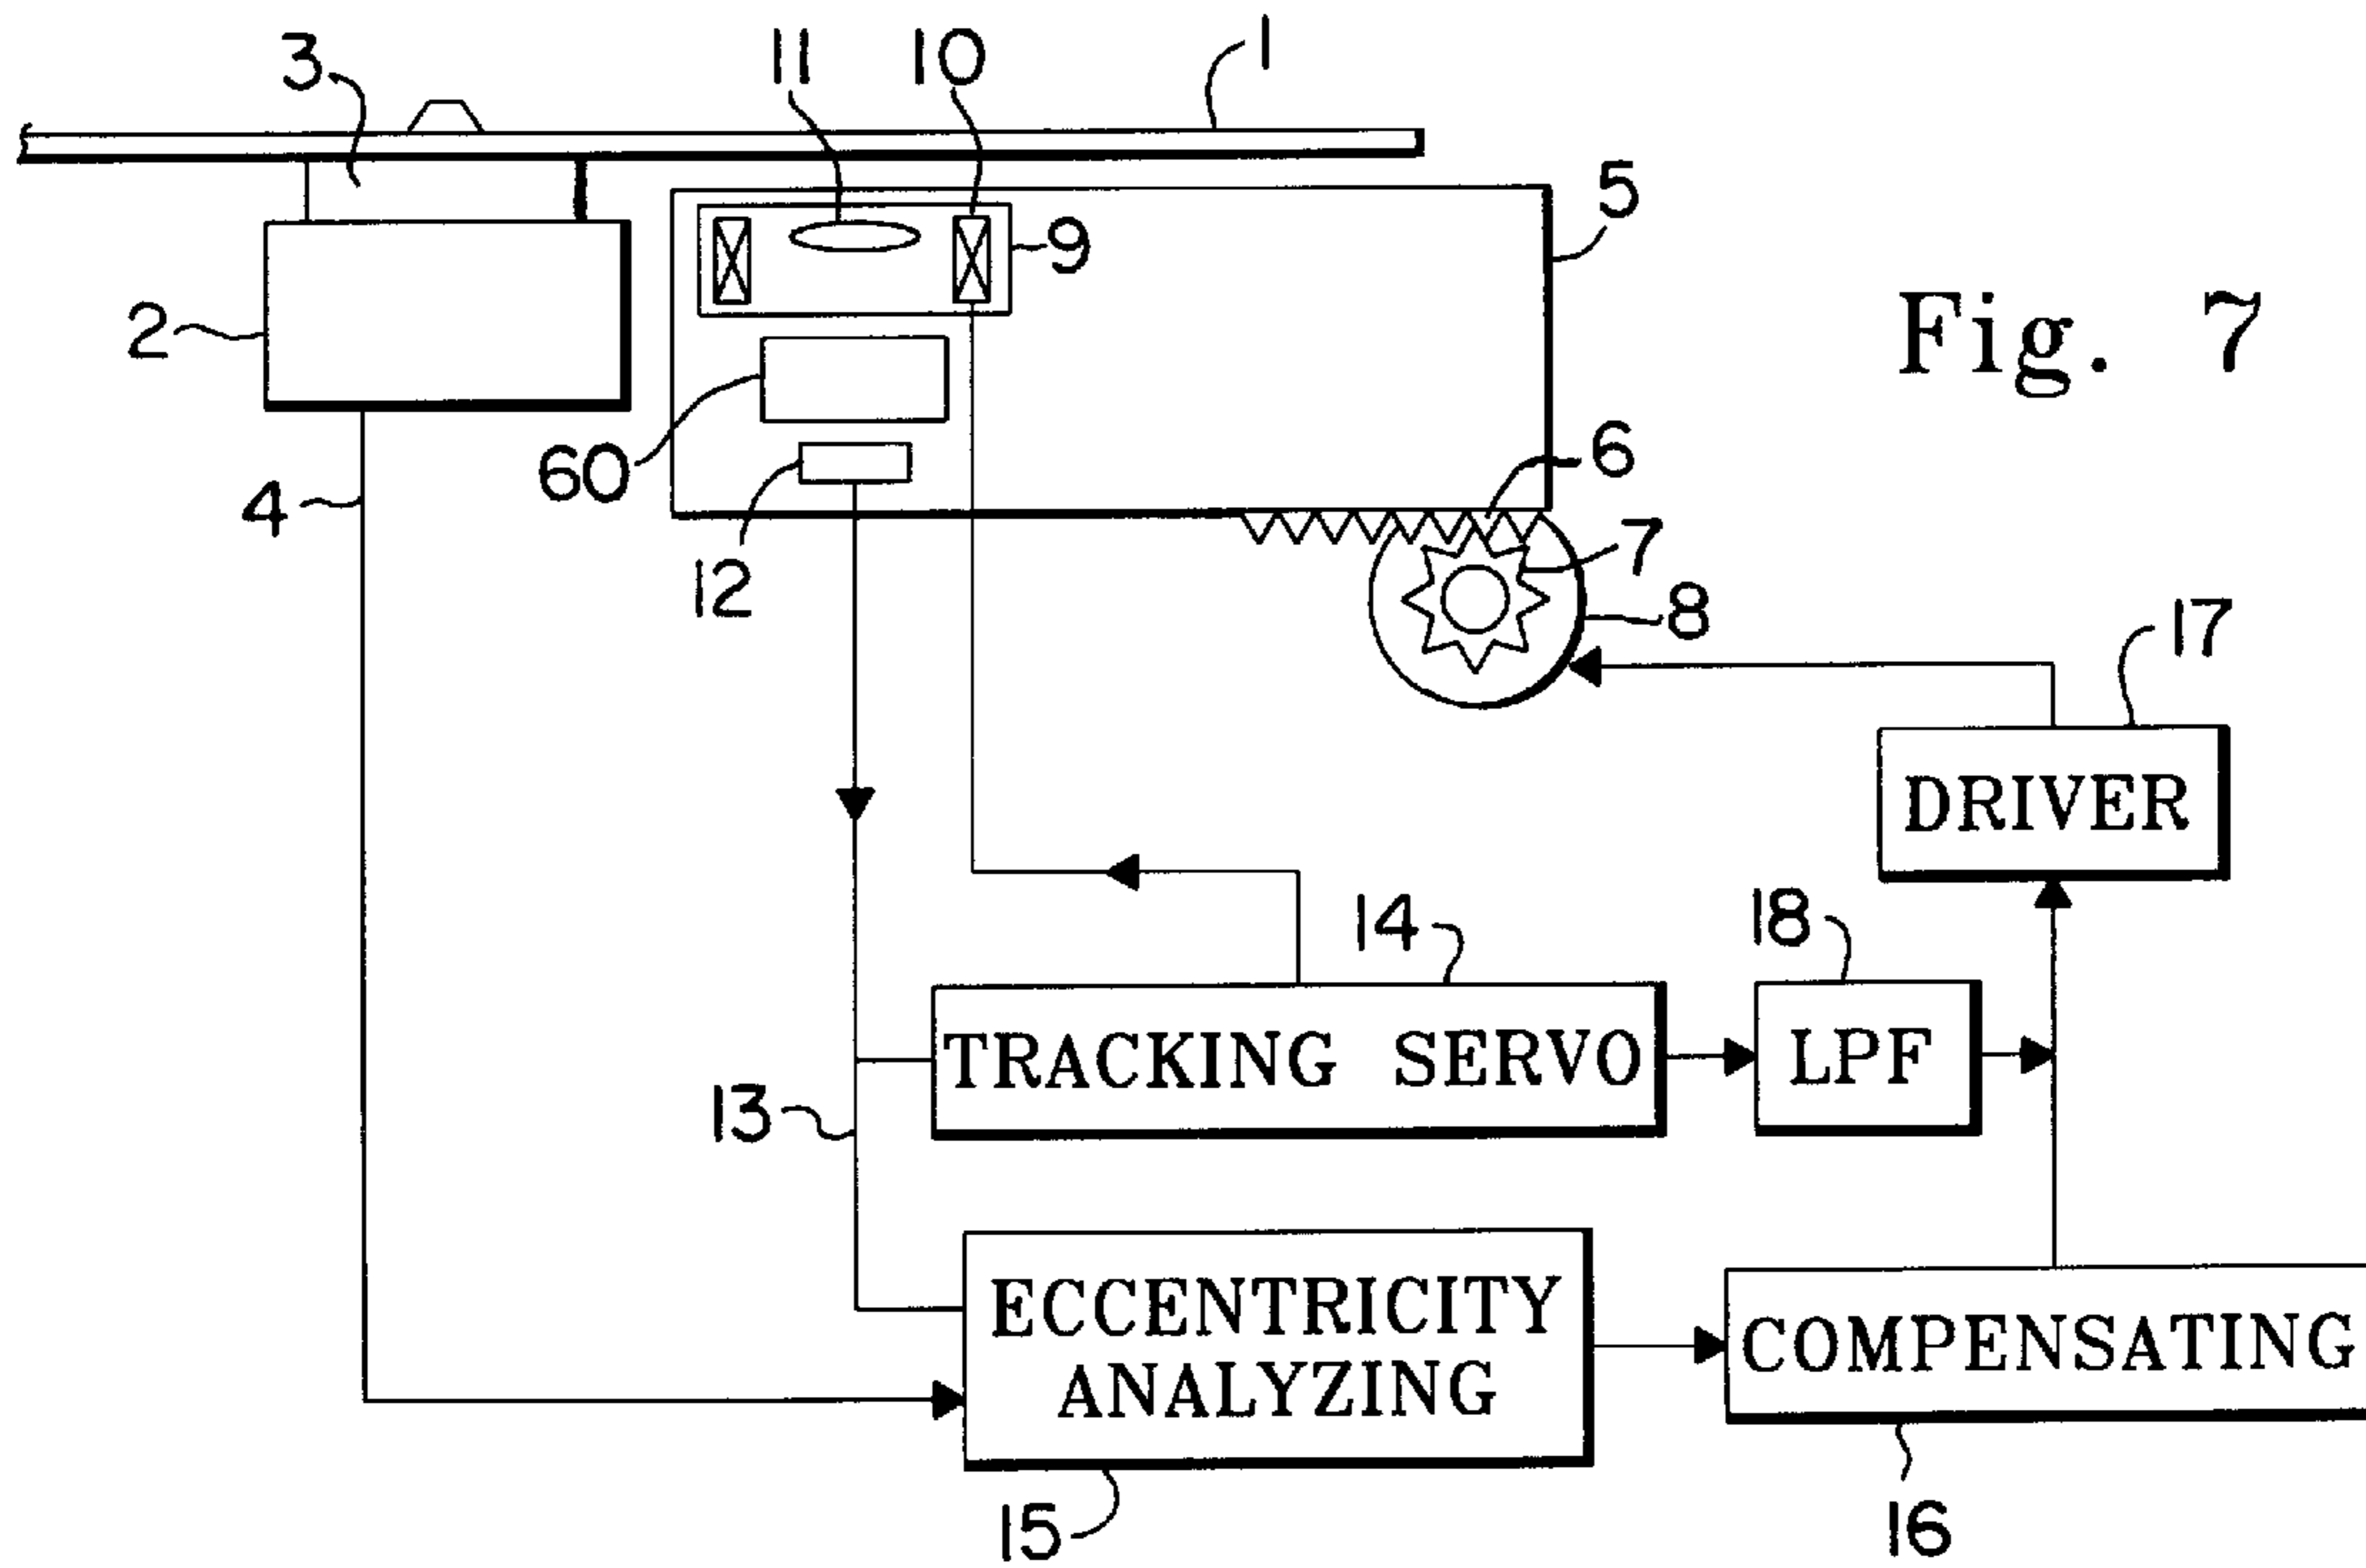 3
11
10
1
5
9
2
Fig. 7
60
6
4
12
7
8
17
DRIVER
14
18
TRACKING SERVO
LPF
13
ECCENTRICITY
ANALYZING
COMPENSATING
15
16